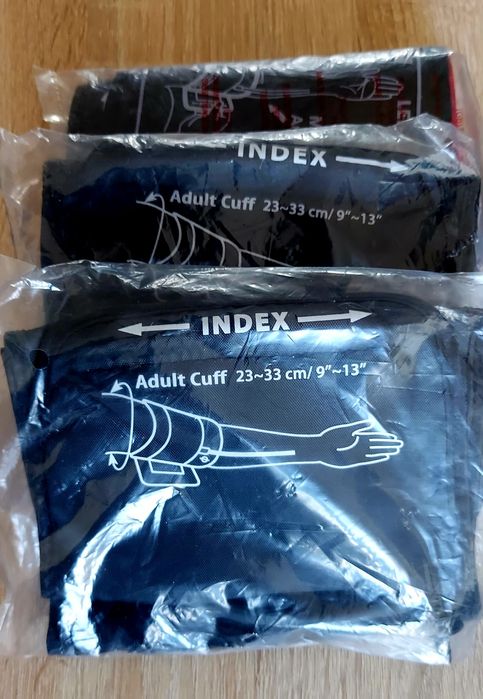 INDEX
Adult Cuff 23~33 cm/ 9”~13”
INDEX
Adult Cuff 23~33 cm/ 9”~13”